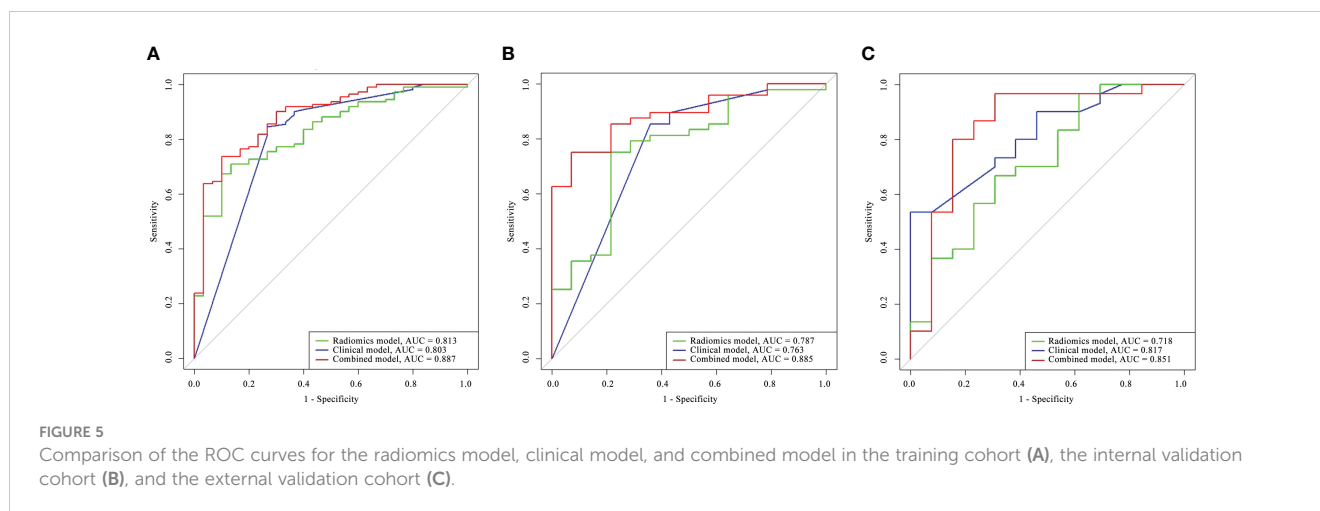 A
B
C
Sensitivity
0.0 0.2 0.4 0.6 0.8 1.0
Radiomics model, AUC = 0.813
Clinical model, AUC = 0.803
Combined model, AUC = 0.887
0.0 0.2 0.4 0.6 0.8 1.0
1 - Specificity
Sensitivity
0.0 0.2 0.4 0.6 0.8 1.0
Radiomics model, AUC = 0.787
Clinical model, AUC = 0.763
Combined model, AUC = 0.885
0.0 0.2 0.4 0.6 0.8 1.0
1 - Specificity
Sensitivity
0.0 0.2 0.4 0.6 0.8 1.0
Radiomics model, AUC = 0.718
Clinical model, AUC = 0.817
Combined model, AUC = 0.851
0.0 0.2 0.4 0.6 0.8 1.0
1 - Specificity
FIGURE 5
Comparison of the ROC curves for the radiomics model, clinical model, and combined model in the training cohort (A), the internal validation
cohort (B), and the external validation cohort (C).